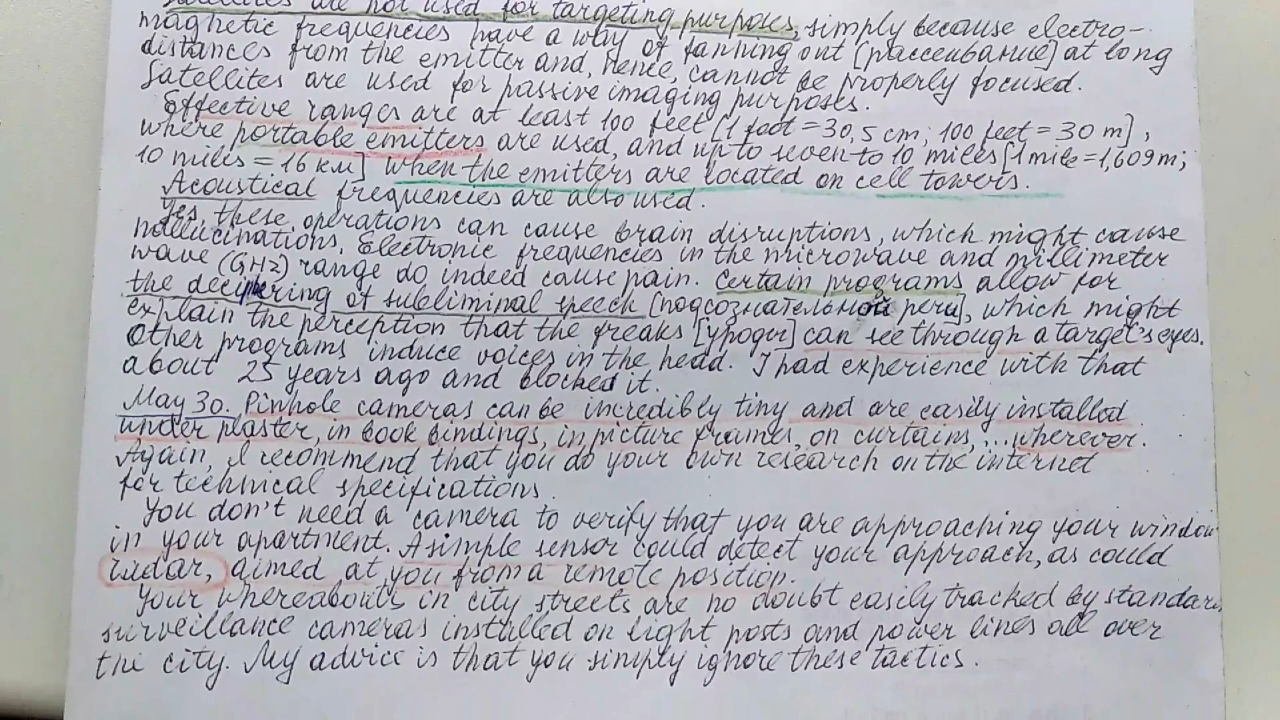 Satellites are not used for targeting purposes, simply because electro-
magnetic frequencies have a way of fanning out [рассеивание] at long
distances from the emitter and, hence, cannot be properly focused.
Satellites are used for passive imaging purposes.
Effective ranges are at least 100 feet [1 foot = 30,5 cm; 100 feet = 30 m],
where portable emitters are used, and up to seven to 10 miles [1 mile = 1,609 m;
10 miles = 16 км] when the emitters are located on cell towers.
Acoustical frequencies are also used.
Yes, these operations can cause brain disruptions, which might cause
hallucinations. Electronic frequencies in the microwave and millimeter
wave (GHz) range do indeed cause pain. Certain programs allow for
the deciphering of subliminal speech [подсознательной речи], which might
explain the perception that the freaks [уроды] can see through a target's eyes.
Other programs induce voices in the head. I had experience with that
about 25 years ago and blocked it.
May 30. Pinhole cameras can be incredibly tiny and are easily installed
under plaster, in book bindings, in picture frames, on curtains, ... wherever.
Again, I recommend that you do your own research on the internet
for technical specifications.
You don't need a camera to verify that you are approaching your window
in your apartment. A simple sensor could detect your approach, as could
radar, aimed at you from a remote position.
Your whereabouts in city streets are no doubt easily tracked by standard
surveillance cameras installed on light posts and power lines all over
the city. My advice is that you simply ignore these tactics.